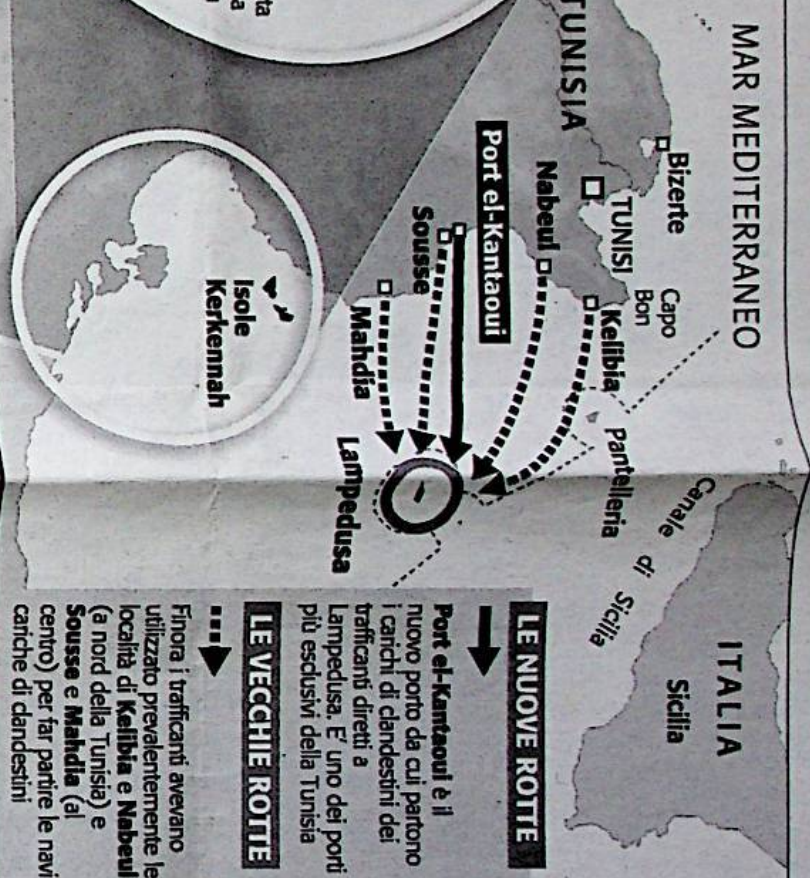 MAR MEDITERRANEO
Bizerte
TUNISI
Capo
Bon
TUNISIA
Nabeul
Kelibia
Pantelleria
Canale di Sicilia
ITALIA
Sicilia
Port el-Kantaoui
Sousse
Mahdia
Lampedusa
Isole
Kerkennah
ta
a
LE NUOVE ROTTE
Port el-Kantaoui è il
nuovo porto da cui partono
i carichi di clandestini dei
trafficanti diretti a
Lampedusa. E' uno dei porti
più esclusivi della Tunisia
LE VECCHIE ROTTE
Finora i trafficanti avevano
utilizzato prevalentemente le
località di Kelibia e Nabeul
(a nord della Tunisia) e
Sousse e Mahdia (al
centro) per far partire le navi
cariche di clandestini